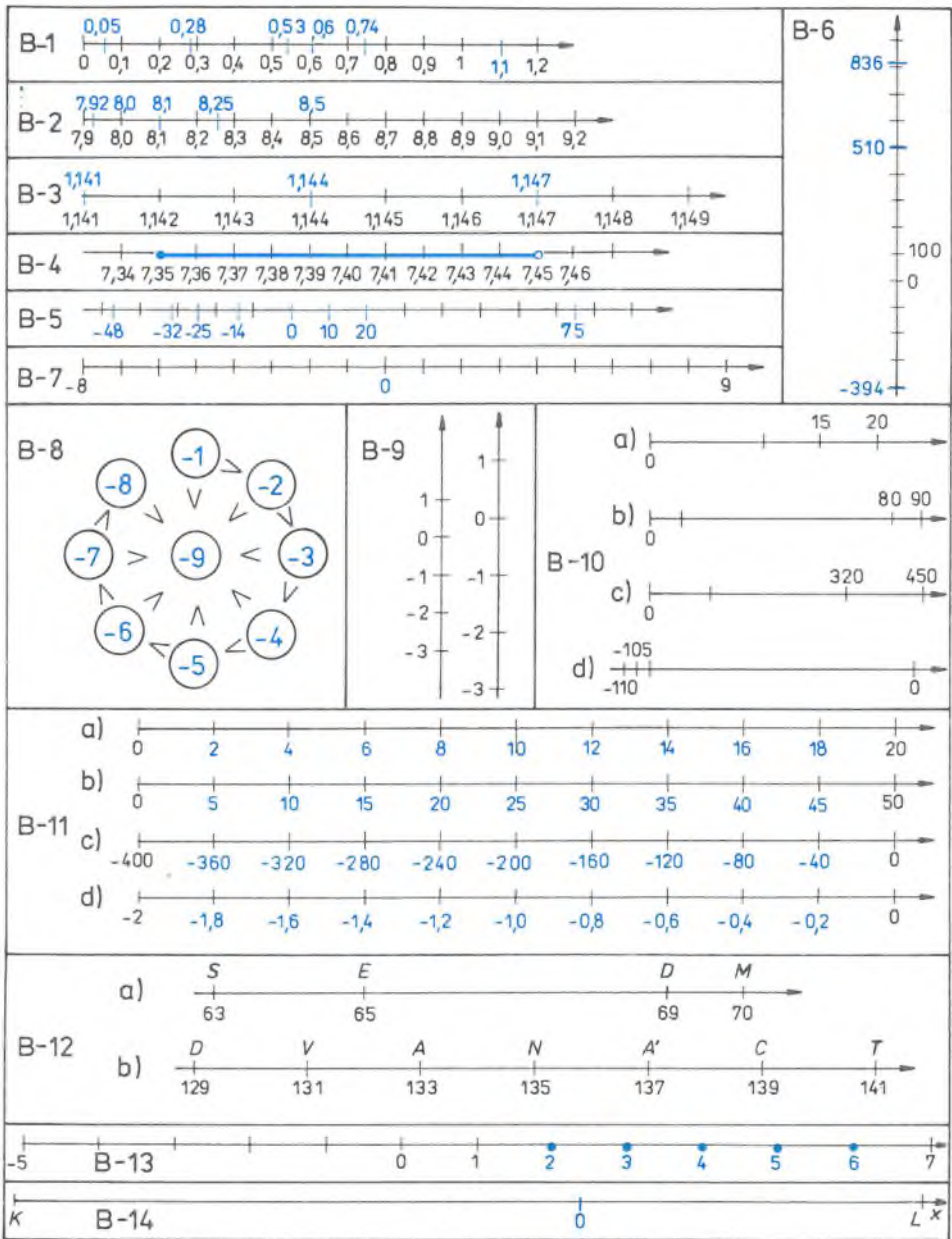 B-1
0,05 0,28 0,53 0,6 0,74
0 0,1 0,2 0,3 0,4 0,5 0,6 0,7 0,8 0,9 1 1,1 1,2
B-2
7,92 8,0 8,1 8,25 8,5
7,9 8,0 8,1 8,2 8,3 8,4 8,5 8,6 8,7 8,8 8,9 9,0 9,1 9,2
B-3
1,141 1,144 1,147
1,141 1,142 1,143 1,144 1,145 1,146 1,147 1,148 1,149
B-4
7,34 7,35 7,36 7,37 7,38 7,39 7,40 7,41 7,42 7,43 7,44 7,45 7,46
B-5
-48 -32 -25 -14 0 10 20 75
B-7
-8 0 9
B-6
836
510
100
0
-394
B-8
-1
> >
-8 -2
> ∨ < ∨
-7 > -9 < -3
∧ > ∧ < ∨
-6 -4
< <
-5
B-9
1
0
-1
-2
-3
1
0
-1
-2
-3
B-10
a)
15 20
0
b)
80 90
0
c)
320 450
0
d)
-105
-110 0
B-11
a)
0 2 4 6 8 10 12 14 16 18 20
b)
0 5 10 15 20 25 30 35 40 45 50
c)
-400 -360 -320 -280 -240 -200 -160 -120 -80 -40 0
d)
-2 -1,8 -1,6 -1,4 -1,2 -1,0 -0,8 -0,6 -0,4 -0,2 0
B-12
a)
S E D M
63 65 69 70
b)
D V A N A' C T
129 131 133 135 137 139 141
-5 B-13 0 1 2 3 4 5 6 7
K B-14 0 L x